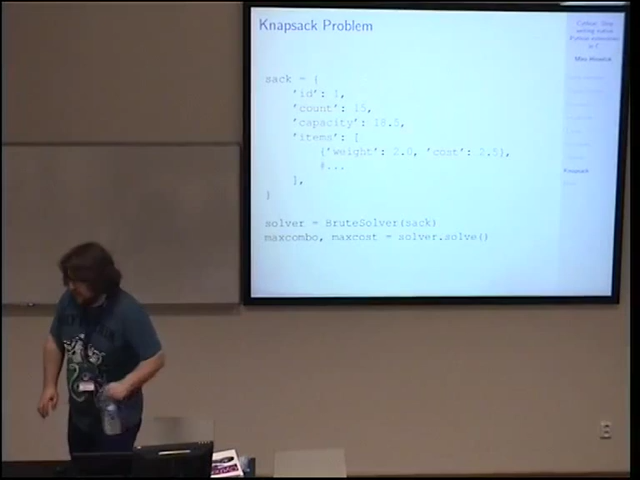 Knapsack Problem
sack = {
'id': 1,
'count': 15,
'capacity': 18.5,
'items': [
{'weight': 2.0, 'cost': 2.5},
#...
],
}
solver = BruteSolver(sack)
maxcombo, maxcost = solver.solve()
Knapsack